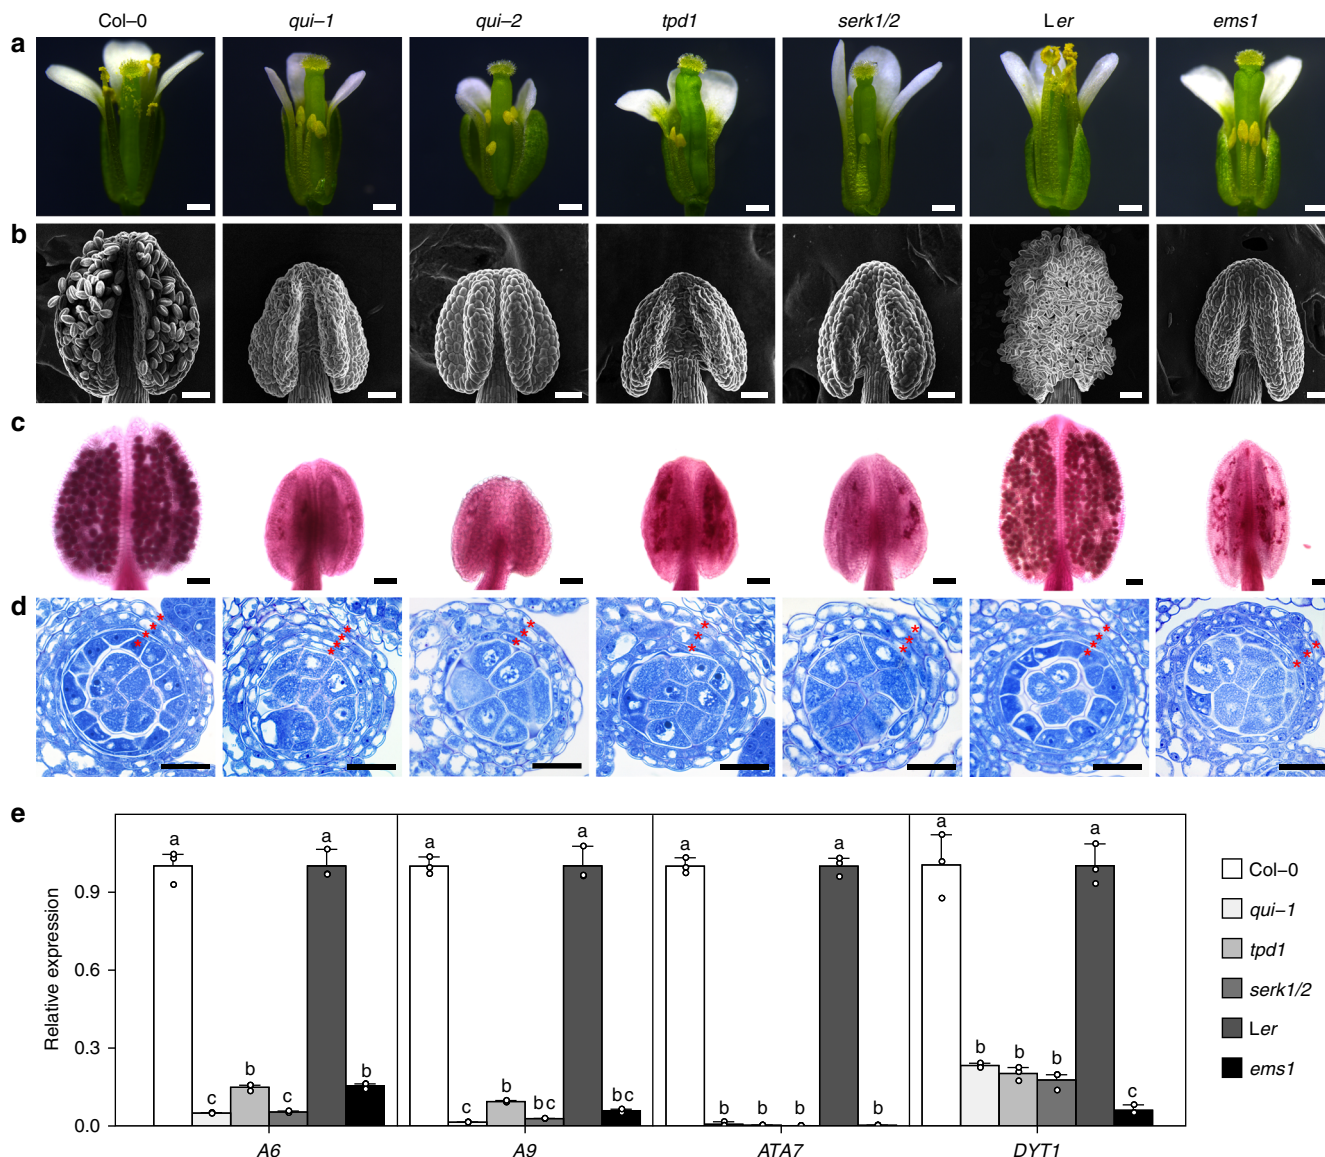 Col–0 qui–1 qui–2 tpd1 serk1/2 Ler ems1
a
b
c
d
* * * * * * * * * * * * * * * * * * * * * * *
e
a a a a a a a a
Relative expression
0.9
0.6
0.3
0.0
c b c b c b bc bc b b b b b b b c
A6 A9 ATA7 DYT1
Col–0
qui–1
tpd1
serk1/2
Ler
ems1